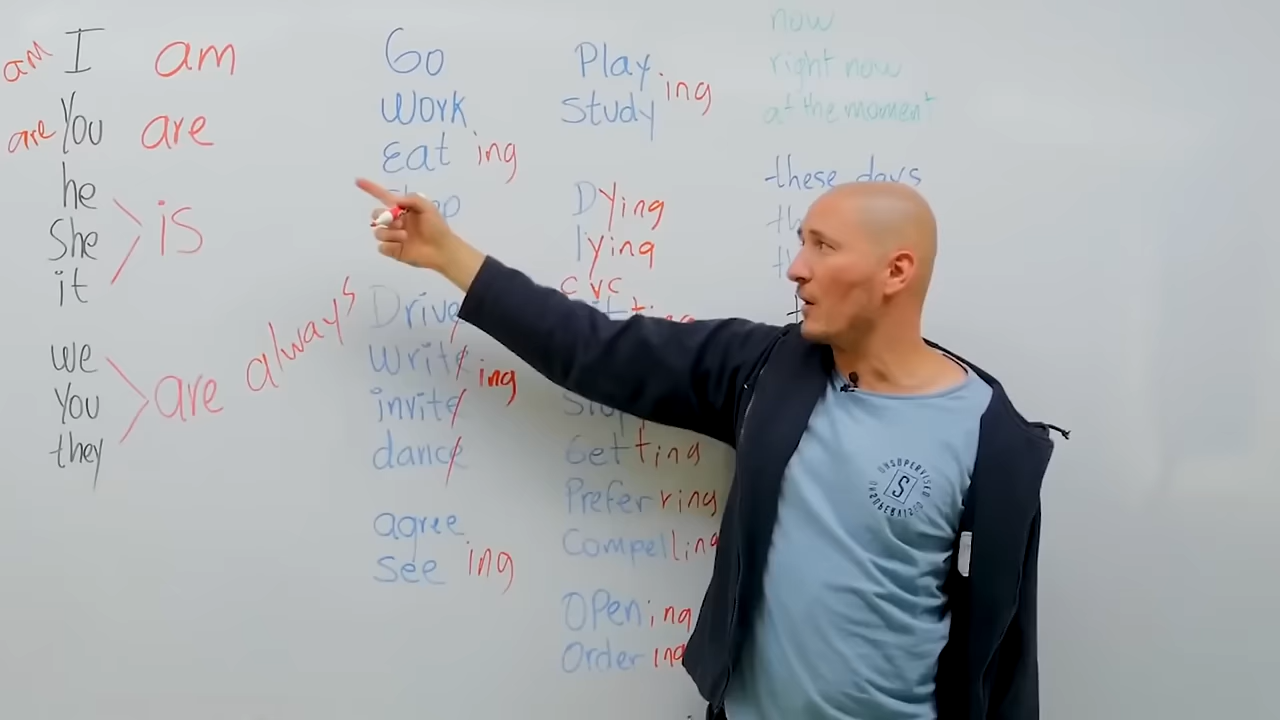 am I am
are You are
he
She is
it
we
You are always
they
Go
Work
Eat ing
Drive
Write ing
invite
dance
agree
see ing
Play ing
Study
Dying
lying
cvc
Getting
Preferring
Compelling
Opening
Ordering
now
right now
at the moment
these days
UNSUPERVISED
S